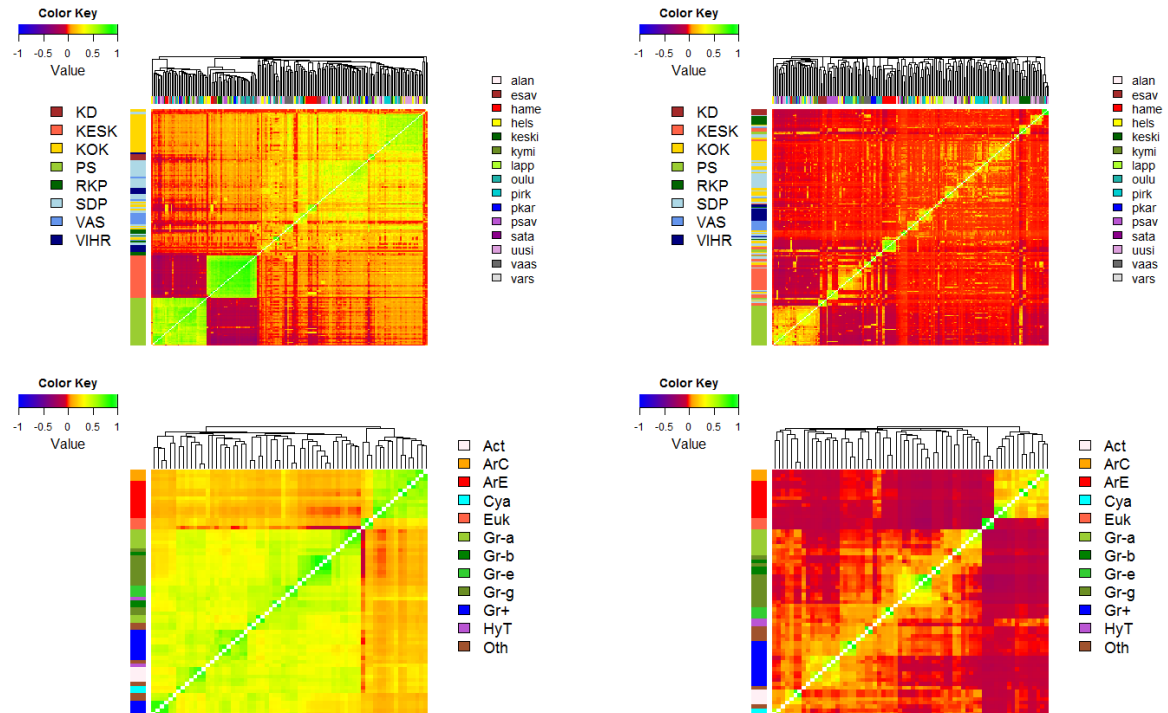 Color Key
-1 -0.5 0 0.5 1
Value
KD
KESK
KOK
PS
RKP
SDP
VAS
VIHR
alan
esav
hame
hels
keski
kymi
lapp
oulu
pirk
pkar
psav
sata
uusi
vaas
vars
Color Key
-1 -0.5 0 0.5 1
Value
KD
KESK
KOK
PS
RKP
SDP
VAS
VIHR
alan
esav
hame
hels
keski
kymi
lapp
oulu
pirk
pkar
psav
sata
uusi
vaas
vars
Color Key
-1 -0.5 0 0.5 1
Value
Act
ArC
ArE
Cya
Euk
Gr-a
Gr-b
Gr-e
Gr-g
Gr+
HyT
Oth
Color Key
-1 -0.5 0 0.5 1
Value
Act
ArC
ArE
Cya
Euk
Gr-a
Gr-b
Gr-e
Gr-g
Gr+
HyT
Oth